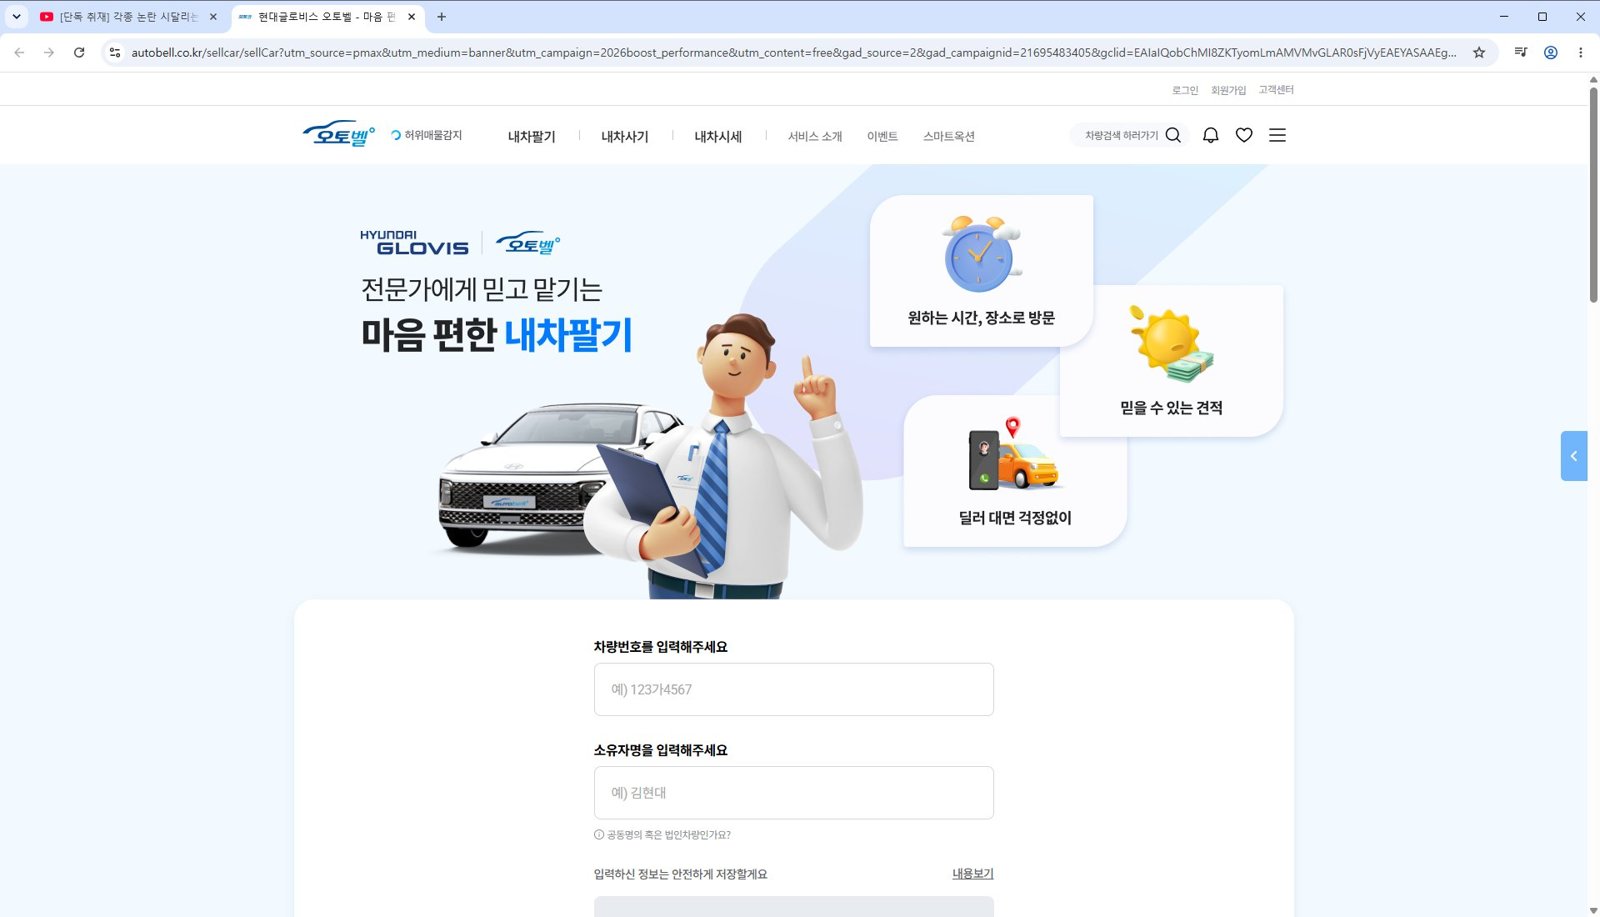 [단독 취재] 각종 논란 시달리는
현대글로비스 오토벨 - 마음 편
autobell.co.kr/sellcar/sellCar?utm_source=pmax&utm_medium=banner&utm_campaign=2026boost_performance&utm_content=free&gad_source=2&gad_campaignid=21695483405&gclid=EAIaIQobChMI8ZKTyomLmAMVMvGLAR0sFjVyEAEYASAAEg...
로그인 회원가입 고객센터
오토벨 허위매물감지 내차팔기 내차사기 내차시세 서비스 소개 이벤트 스마트옥션 차량검색 하러가기
HYUNDAI GLOVIS 오토벨
전문가에게 믿고 맡기는
마음 편한 내차팔기
원하는 시간, 장소로 방문
믿을 수 있는 견적
딜러 대면 걱정없이
차량번호를 입력해주세요
예) 123가4567
소유자명을 입력해주세요
예) 김현대
공동명의 혹은 법인차량인가요?
입력하신 정보는 안전하게 저장할게요 내용보기